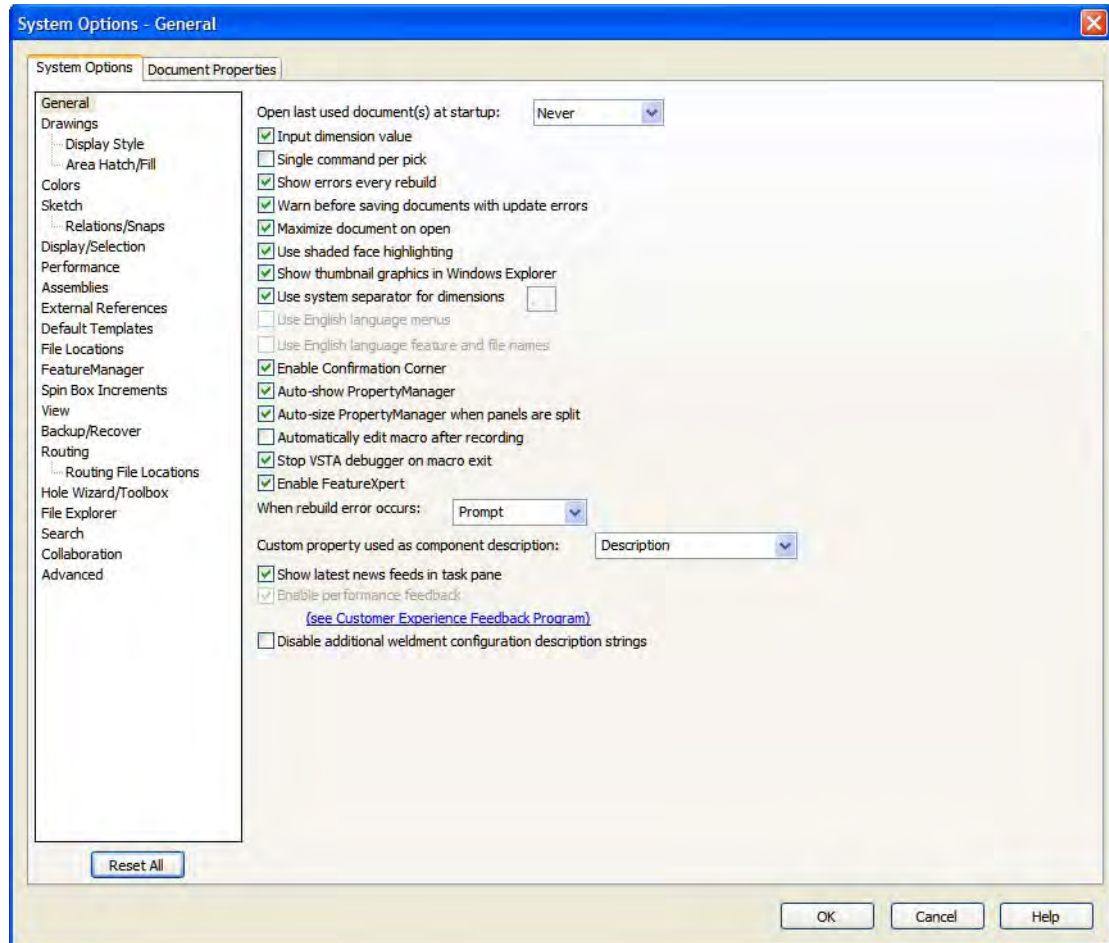 System Options - General
System Options
Document Properties
General
Drawings
Display Style
Area Hatch/Fill
Colors
Sketch
Relations/Snaps
Display/Selection
Performance
Assemblies
External References
Default Templates
File Locations
FeatureManager
Spin Box Increments
View
Backup/Recover
Routing
Routing File Locations
Hole Wizard/Toolbox
File Explorer
Search
Collaboration
Advanced
Reset All
Open last used document(s) at startup: Never
Input dimension value
Single command per pick
Show errors every rebuild
Warn before saving documents with update errors
Maximize document on open
Use shaded face highlighting
Show thumbnail graphics in Windows Explorer
Use system separator for dimensions .
Use English language menus
Use English language feature and file names
Enable Confirmation Corner
Auto-show PropertyManager
Auto-size PropertyManager when panels are split
Automatically edit macro after recording
Stop VSTA debugger on macro exit
Enable FeatureXpert
When rebuild error occurs: Prompt
Custom property used as component description: Description
Show latest news feeds in task pane
Enable performance feedback
(see Customer Experience Feedback Program)
Disable additional weldment configuration description strings
OK Cancel Help